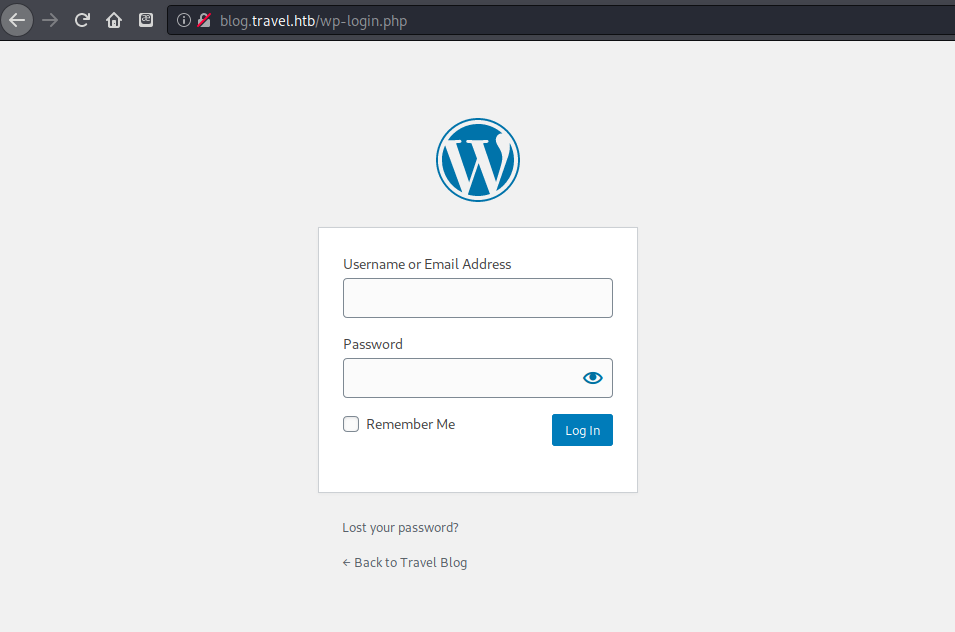 blog.travel.htb/wp-login.php
Username or Email Address
Password
Remember Me
Log In
Lost your password?
← Back to Travel Blog